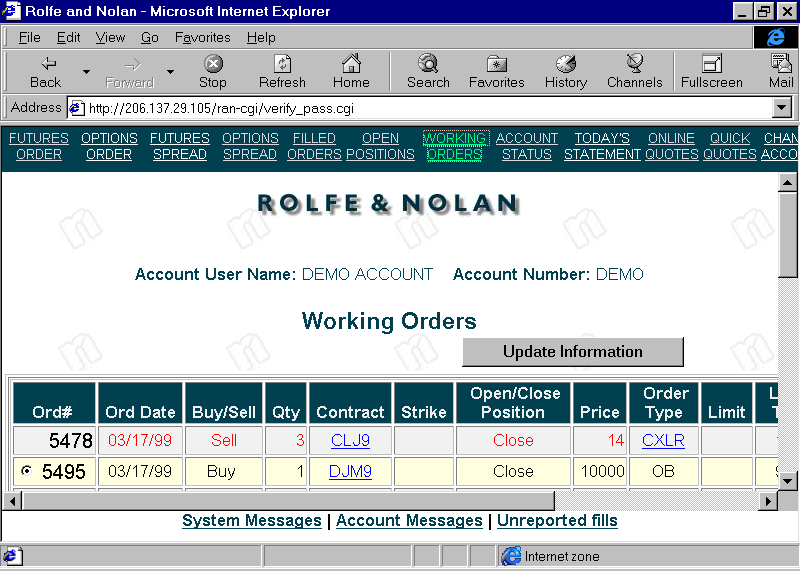 Rolfe and Nolan - Microsoft Internet Explorer
File Edit View Go Favorites Help
Back Forward Stop Refresh Home Search Favorites History Channels Fullscreen Mail
Address http://206.137.29.105/ran-cgi/verify_pass.cgi
FUTURES OPTIONS FUTURES OPTIONS FILLED OPEN WORKING ACCOUNT TODAY'S ONLINE QUICK CHAN
ORDER ORDER SPREAD SPREAD ORDERS POSITIONS ORDERS STATUS STATEMENT QUOTES QUOTES ACCO
ROLFE & NOLAN
Account User Name: DEMO ACCOUNT Account Number: DEMO
Working Orders
Update Information
Open/Close Order L
Ord# Ord Date Buy/Sell Qty Contract Strike Position Price Type Limit T
5478 03/17/99 Sell 3 CLJ9 Close 14 CXLR
5495 03/17/99 Buy 1 DJM9 Close 10000 OB
System Messages | Account Messages | Unreported fills
Internet zone